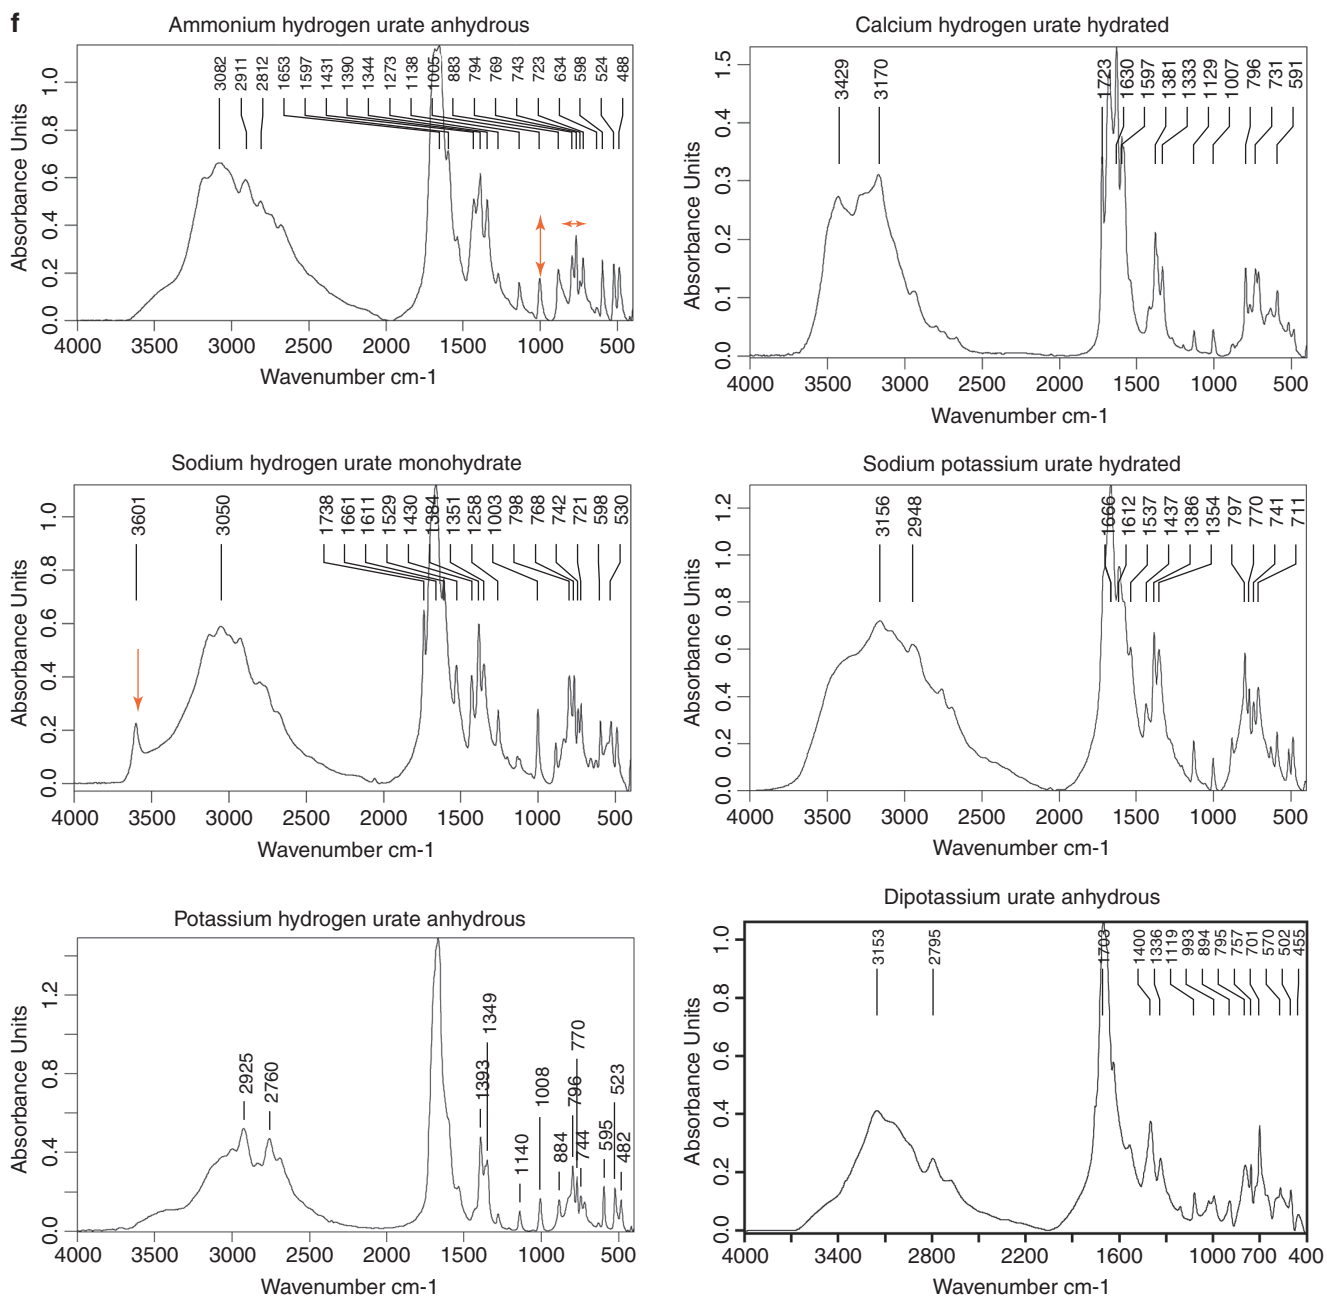 f
Ammonium hydrogen urate anhydrous
3082 2911 2812 1653 1597 1431 1390 1344 1273 1138 1005 883 794 769 743 723 634 598 524 488
Absorbance Units
1.0
0.8
0.6
0.4
0.2
0.0
4000 3500 3000 2500 2000 1500 1000 500
Wavenumber cm-1
Calcium hydrogen urate hydrated
3429 3170 1723 1630 1597 1381 1333 1129 1007 796 731 591
Absorbance Units
1.5
0.4
0.3
0.2
0.1
0.0
4000 3500 3000 2000 1500 1000 500
Wavenumber cm-1
Sodium hydrogen urate monohydrate
3601 3050 1738 1661 1611 1529 1430 1384 1351 1258 1003 798 768 742 721 598 530
Absorbance Units
1.0
0.8
0.6
0.4
0.2
0.0
4000 3500 3000 2500 2000 1500 1000 500
Wavenumber cm-1
Sodium potassium urate hydrated
3156 2948 1666 1612 1537 1437 1386 1354 797 770 741 711
Absorbance Units
1.2
1.0
0.8
0.6
0.4
0.2
0.0
4000 3500 3000 2500 2000 1500 1000 500
Wavenumber cm-1
Potassium hydrogen urate anhydrous
2925 2760 1393 1349 1140 1008 884 796 770 744 595 523 482
Absorbance Units
1.2
0.8
0.4
0.0
4000 3500 3000 2000 1500 1000 500
Wavenumber cm-1
Dipotassium urate anhydrous
3153 2795 1703 1400 1336 1119 993 894 795 757 701 570 502 455
Absorbance Units
1.0
0.8
0.6
0.4
0.2
0.0
4000 3400 2800 2200 1600 1000 700 400
Wavenumber cm-1